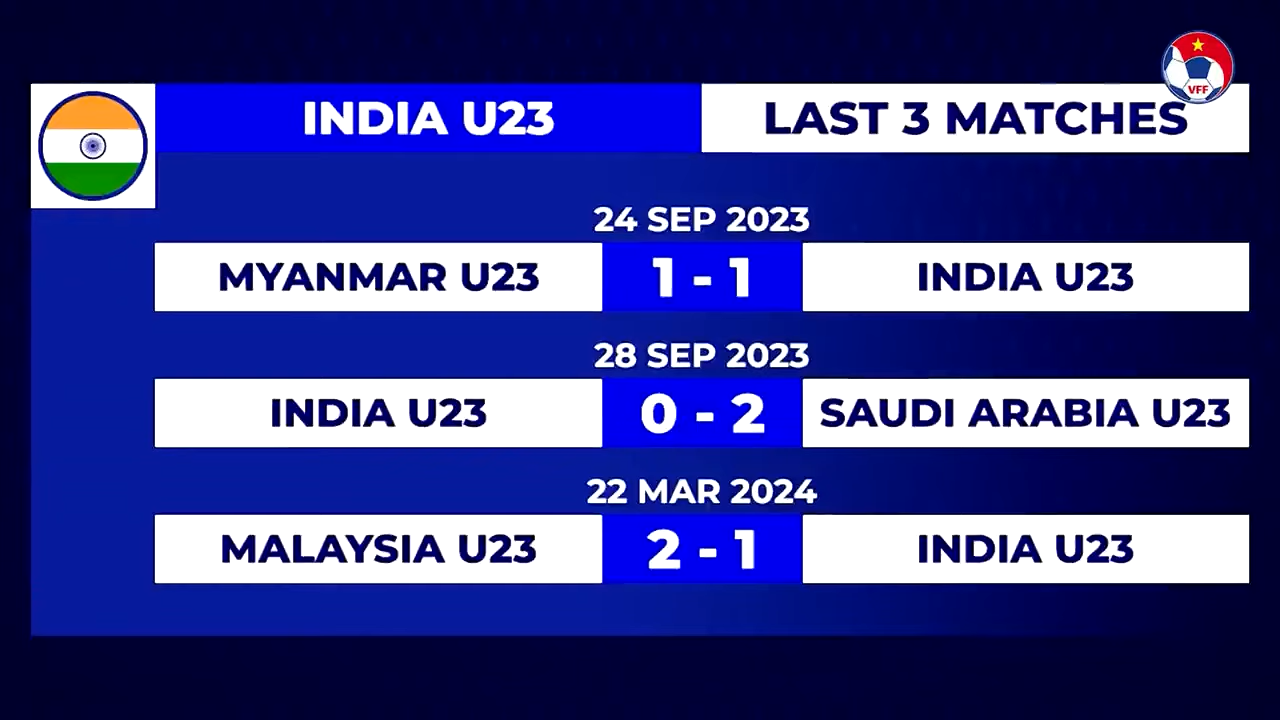 VFF
INDIA U23
LAST 3 MATCHES
24 SEP 2023
MYANMAR U23 1 - 1 INDIA U23
28 SEP 2023
INDIA U23 0 - 2 SAUDI ARABIA U23
22 MAR 2024
MALAYSIA U23 2 - 1 INDIA U23